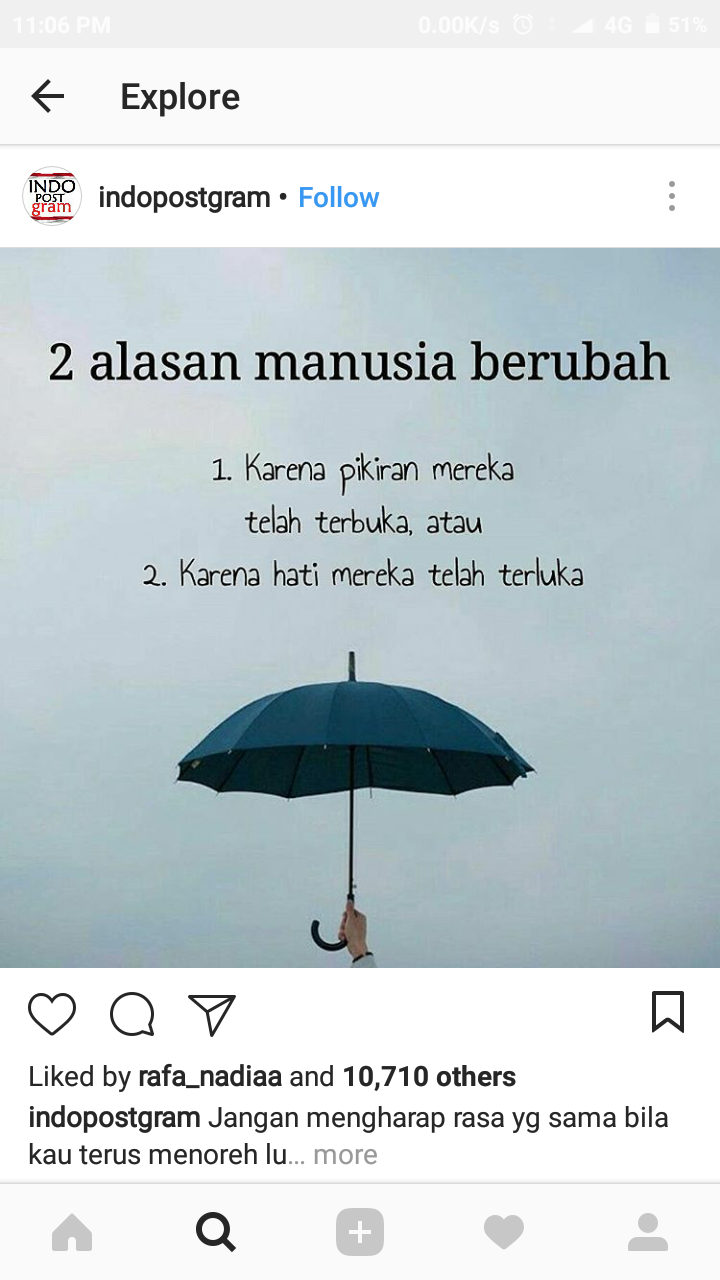 11:06 PM 0.00K/s 4G 51%
Explore
INDO
POST
gram
indopostgram • Follow
2 alasan manusia berubah
1. Karena pikiran mereka
telah terbuka, atau
2. Karena hati mereka telah terluka
Liked by rafa_nadiaa and 10,710 others
indopostgram Jangan mengharap rasa yg sama bila
kau terus menoreh lu... more